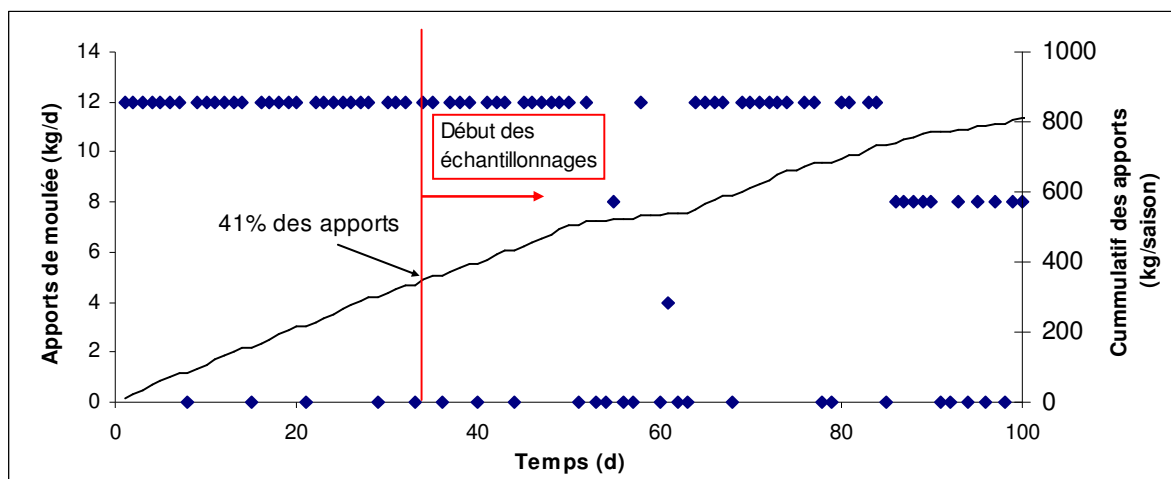 14
12
10
8
6
4
2
0
Apports de moulée (kg/d)
Début des
échantillonnages
41% des apports
0
20
40
60
80
100
Temps (d)
1000
800
600
400
200
0
Cummulatif des apports
(kg/saison)